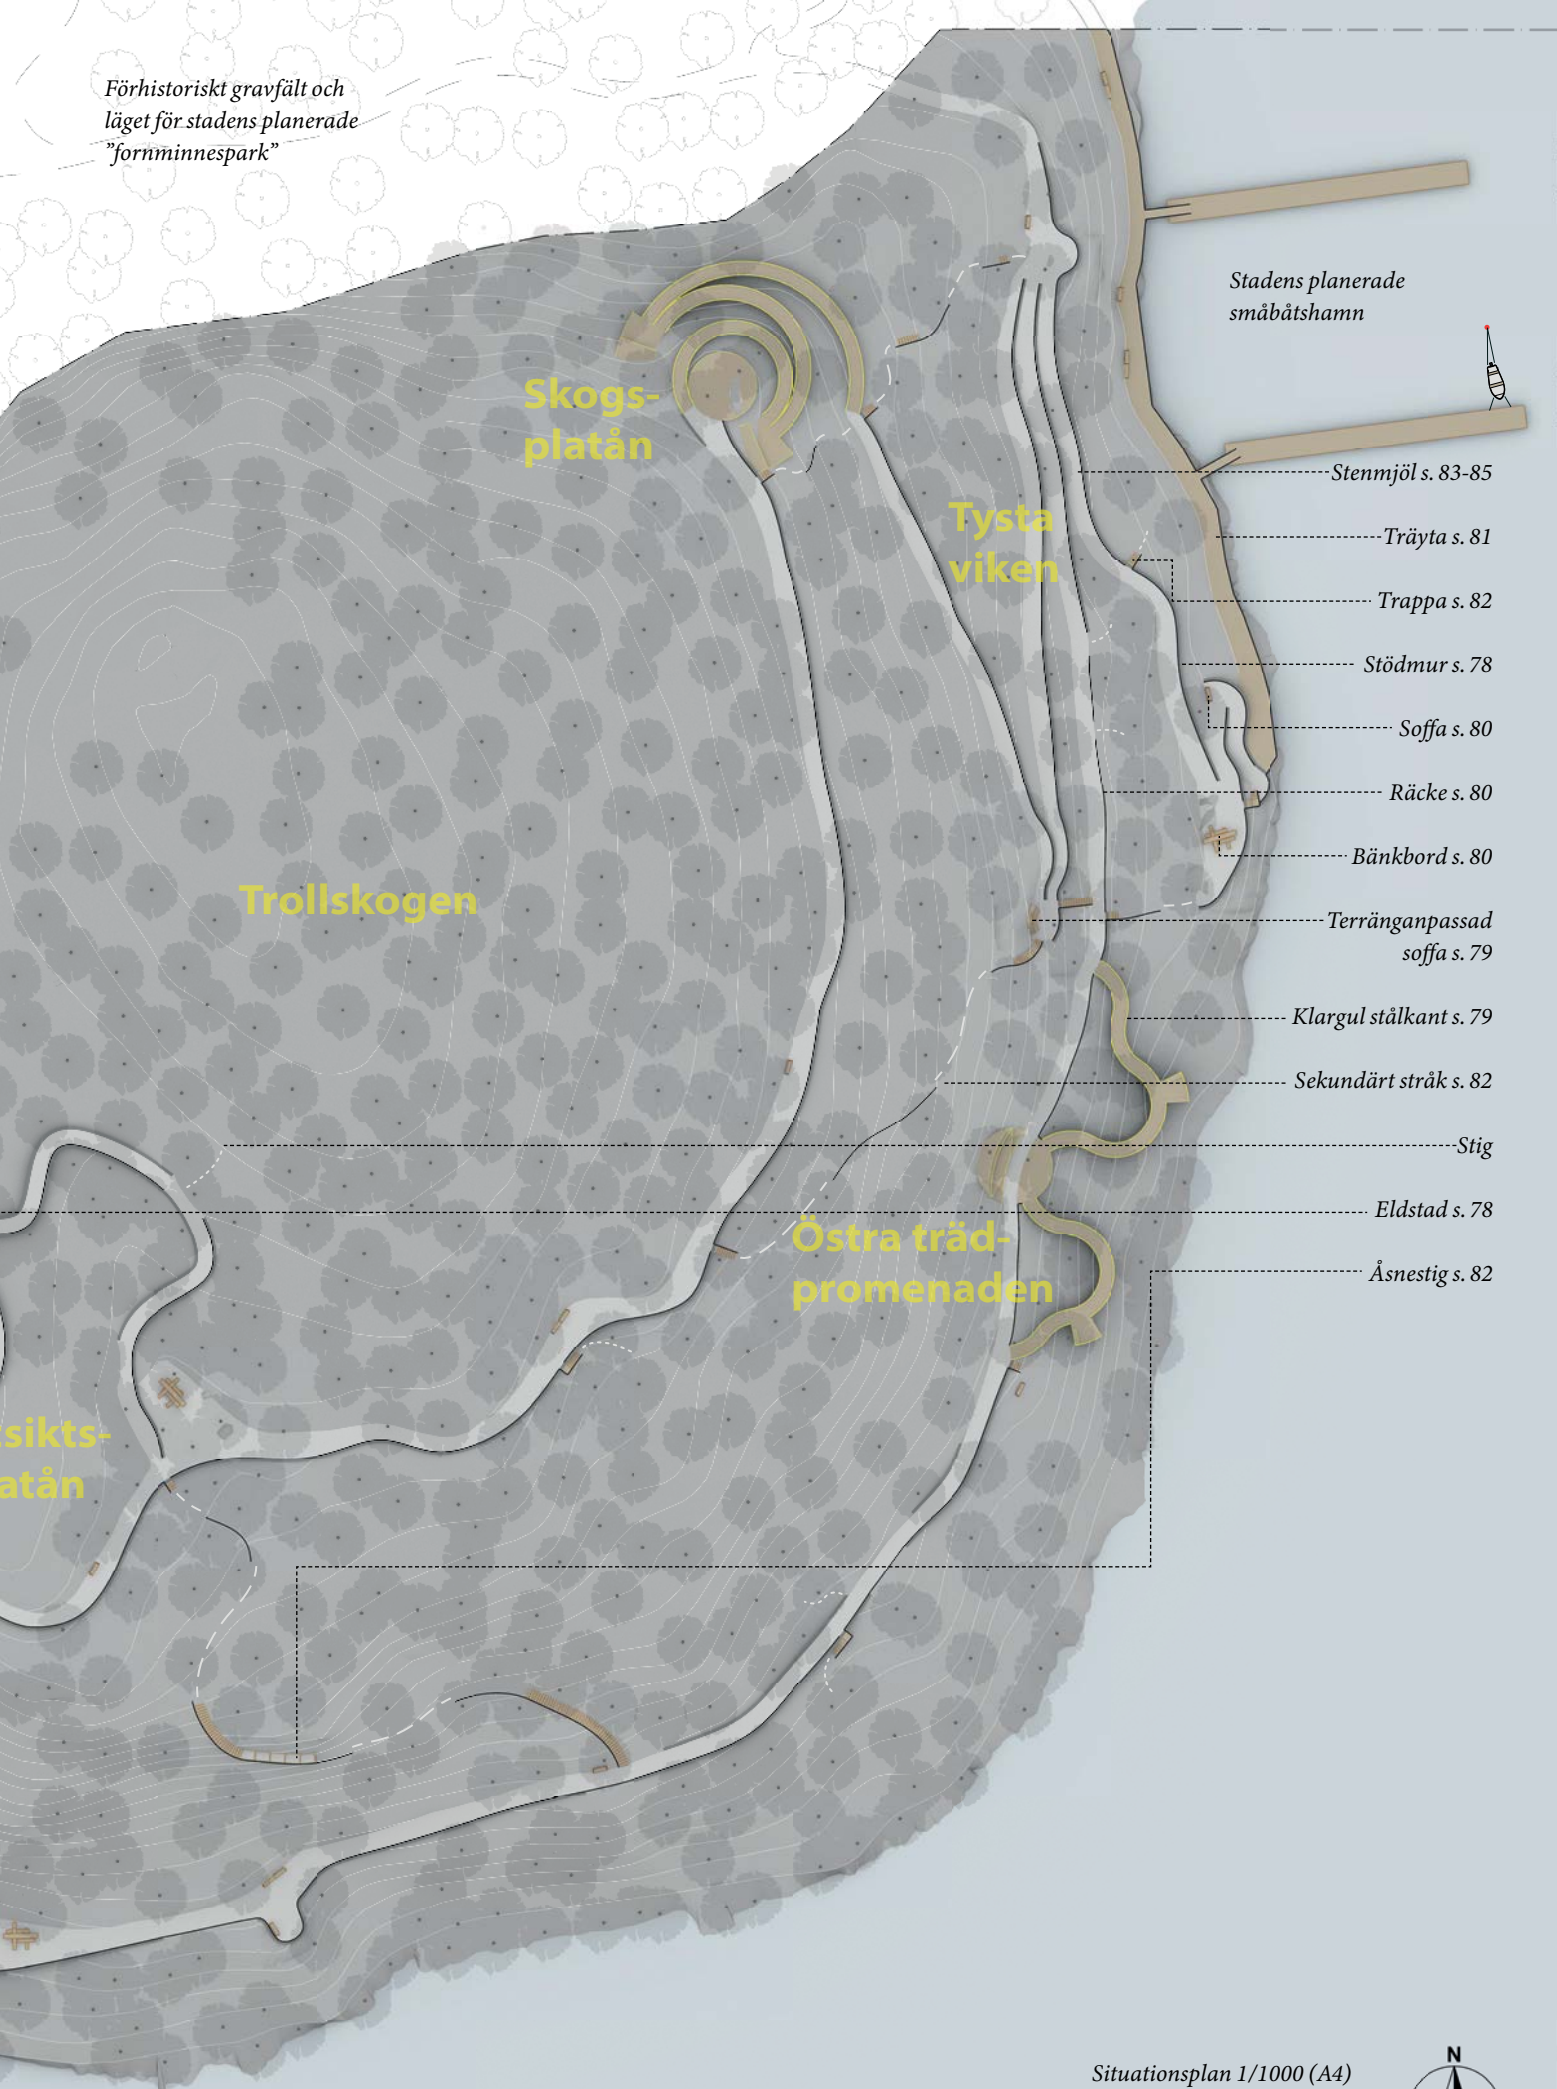 Förhistoriskt gravfält och
läget för stadens planerade
”fornminnespark”
Stadens planerade
småbåtshamn
Skogs-
platån
Tysta
viken
Trollskogen
Östra träd-
promenaden
sikts-
atån
Stenmjöl s. 83-85
Träyta s. 81
Trappa s. 82
Stödmur s. 78
Soffa s. 80
Räcke s. 80
Bänkbord s. 80
Terränganpassad
soffa s. 79
Klargul stålkant s. 79
Sekundärt stråk s. 82
Stig
Eldstad s. 78
Åsnestig s. 82
Situationsplan 1/1000 (A4)
N